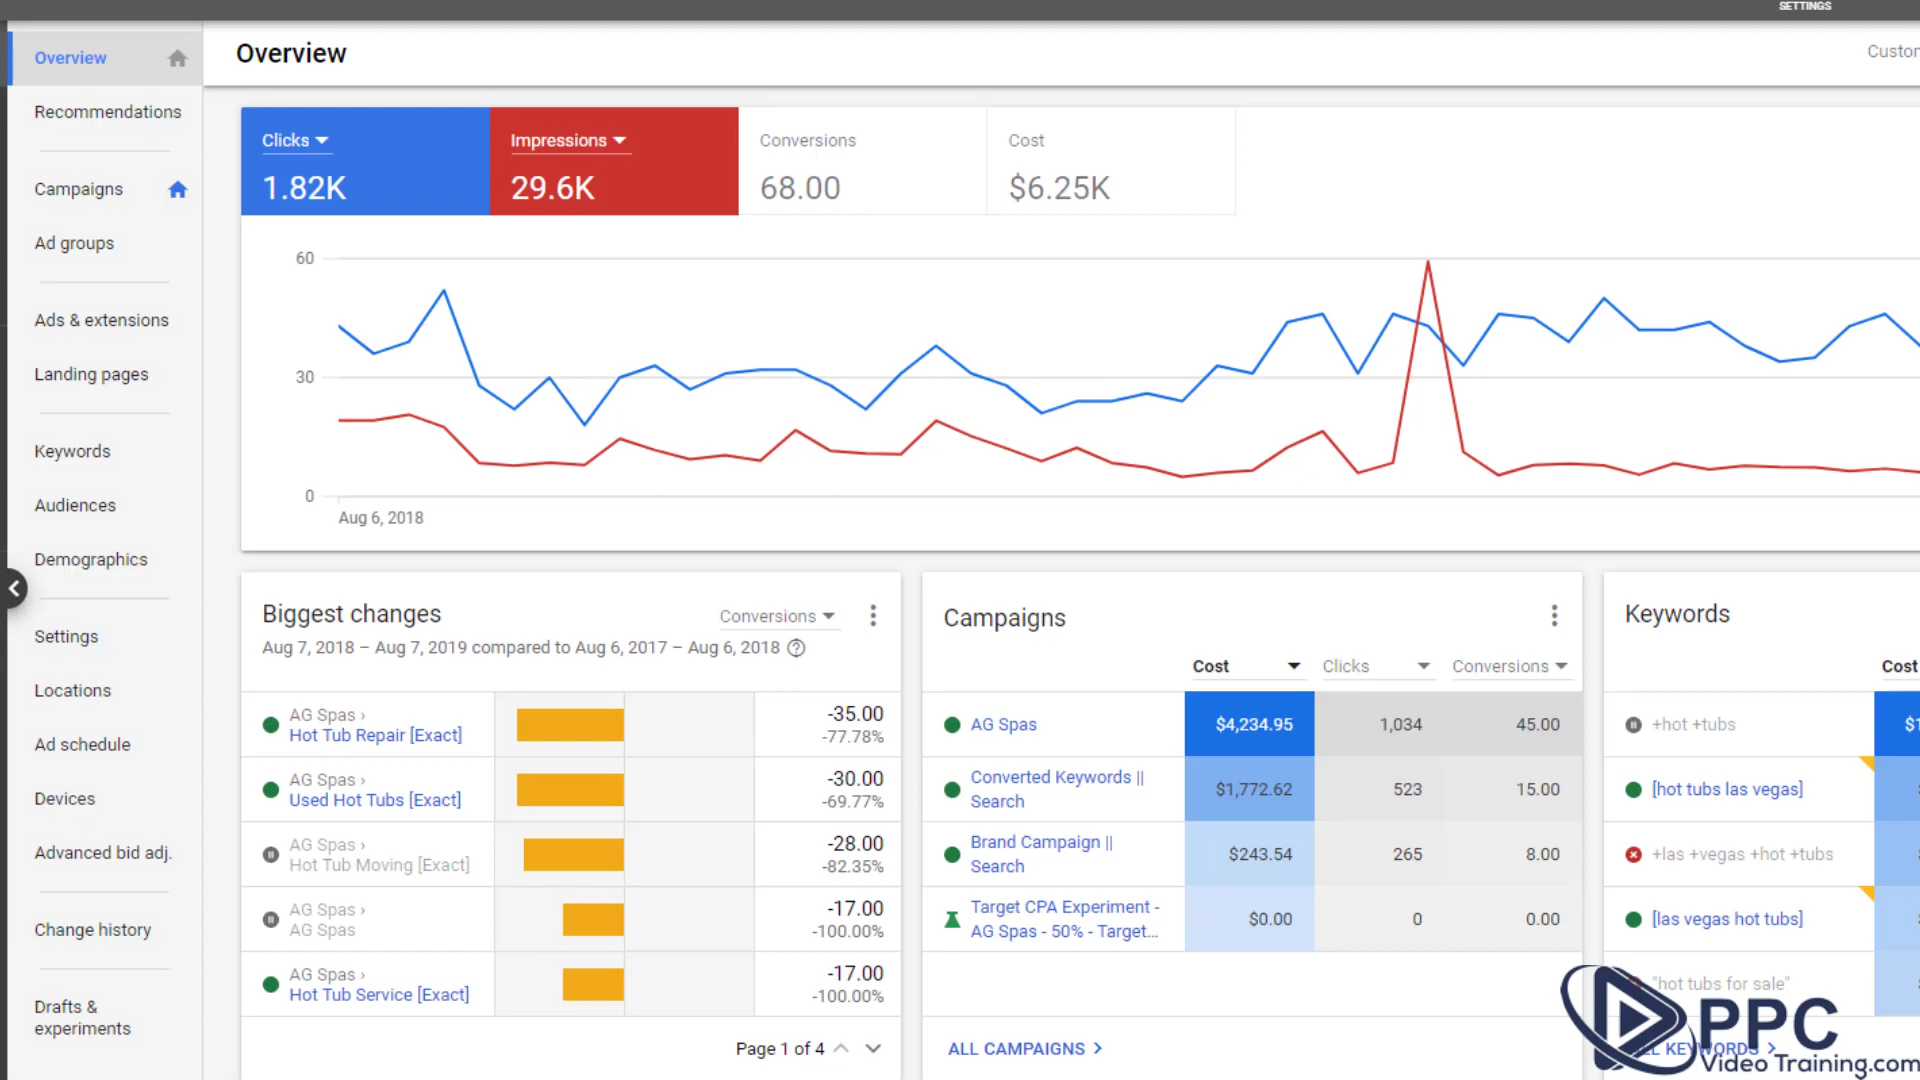 SETTINGS
Overview
Recommendations
Campaigns
Ad groups
Ads & extensions
Landing pages
Keywords
Audiences
Demographics
Settings
Locations
Ad schedule
Devices
Advanced bid adj.
Change history
Drafts &
experiments
Overview
Custom
Clicks
1.82K
Impressions
29.6K
Conversions
68.00
Cost
$6.25K
60
30
0
Aug 6, 2018
Biggest changes
Conversions
Aug 7, 2018 – Aug 7, 2019 compared to Aug 6, 2017 – Aug 6, 2018
AG Spas ›
Hot Tub Repair [Exact]
-35.00
-77.78%
AG Spas ›
Used Hot Tubs [Exact]
-30.00
-69.77%
AG Spas ›
Hot Tub Moving [Exact]
-28.00
-82.35%
AG Spas ›
AG Spas
-17.00
-100.00%
AG Spas ›
Hot Tub Service [Exact]
-17.00
-100.00%
Page 1 of 4
Campaigns
Cost Clicks Conversions
AG Spas $4,234.95 1,034 45.00
Converted Keywords ||
Search
$1,772.62 523 15.00
Brand Campaign ||
Search
$243.54 265 8.00
Target CPA Experiment -
AG Spas - 50% - Target...
$0.00 0 0.00
ALL CAMPAIGNS
Keywords
Cost
+hot +tubs
$1
[hot tubs las vegas]
+las +vegas +hot +tubs
[las vegas hot tubs]
"hot tubs for sale"
ALL KEYWORDS
PPC
Video Training.com